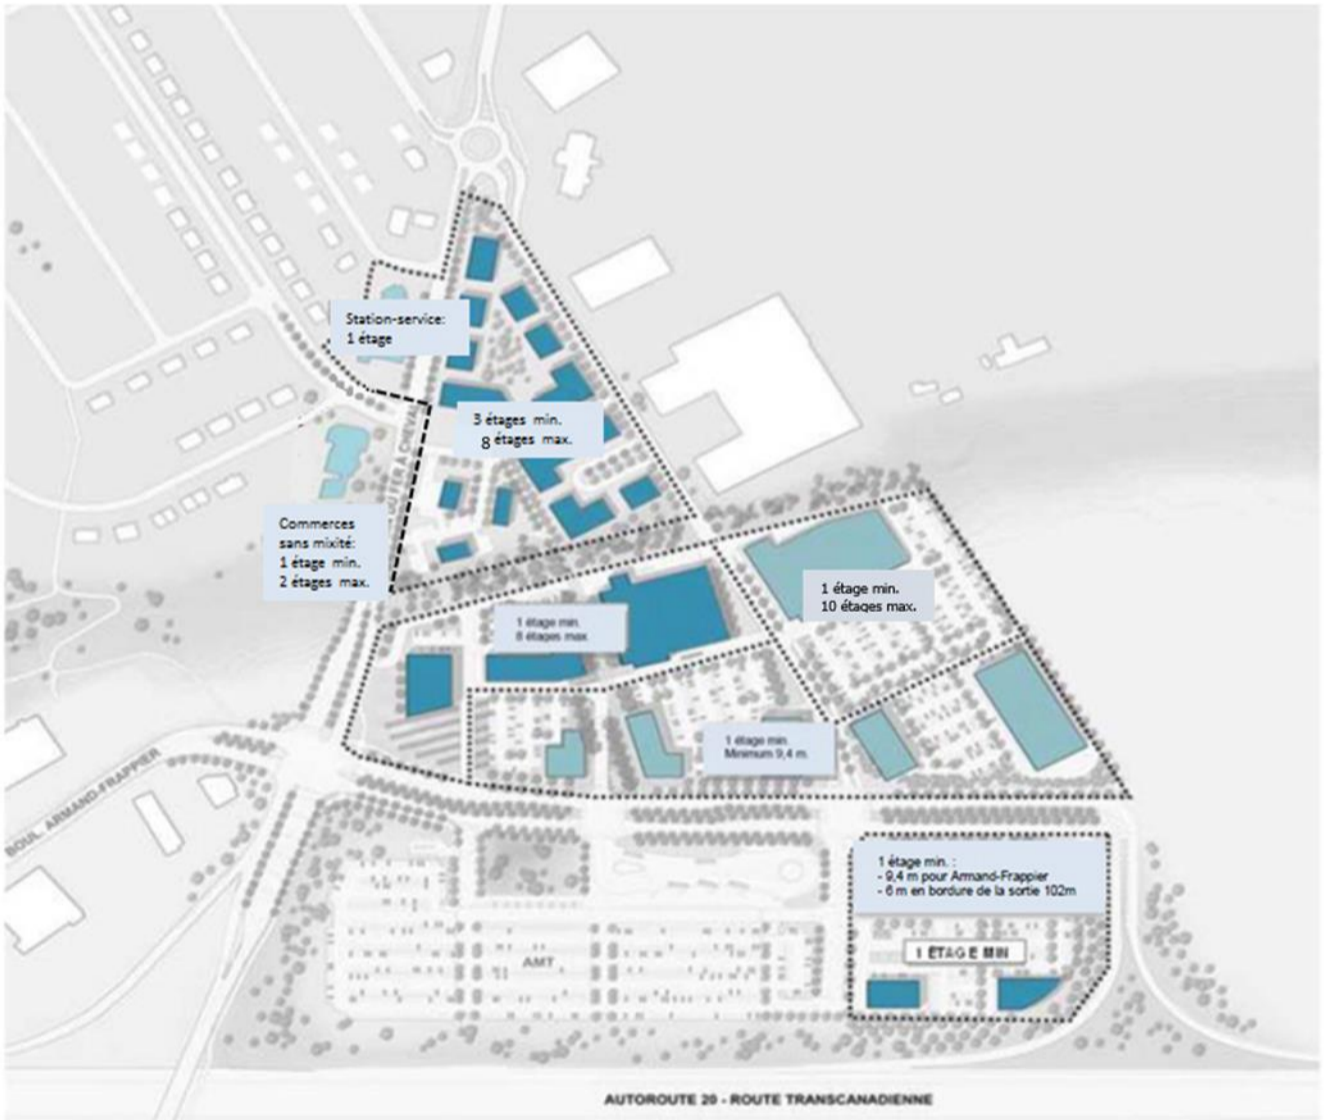 Station-service:
1 étage
3 étages min.
8 étages max.
FER À CHEVAL
Commerces
sans mixité:
1 étage min.
2 étages max.
1 étage min.
10 étages max.
1 étage min.
8 étages max
1 étage min.
Minimum 9,4 m.
BOUL. ARMAND-FRAPPIER
1 étage min. :
- 9,4 m pour Armand-Frappier
- 6 m en bordure de la sortie 102m
1 ÉTAGE MIN
AMT
AUTOROUTE 20 - ROUTE TRANSCANADIENNE